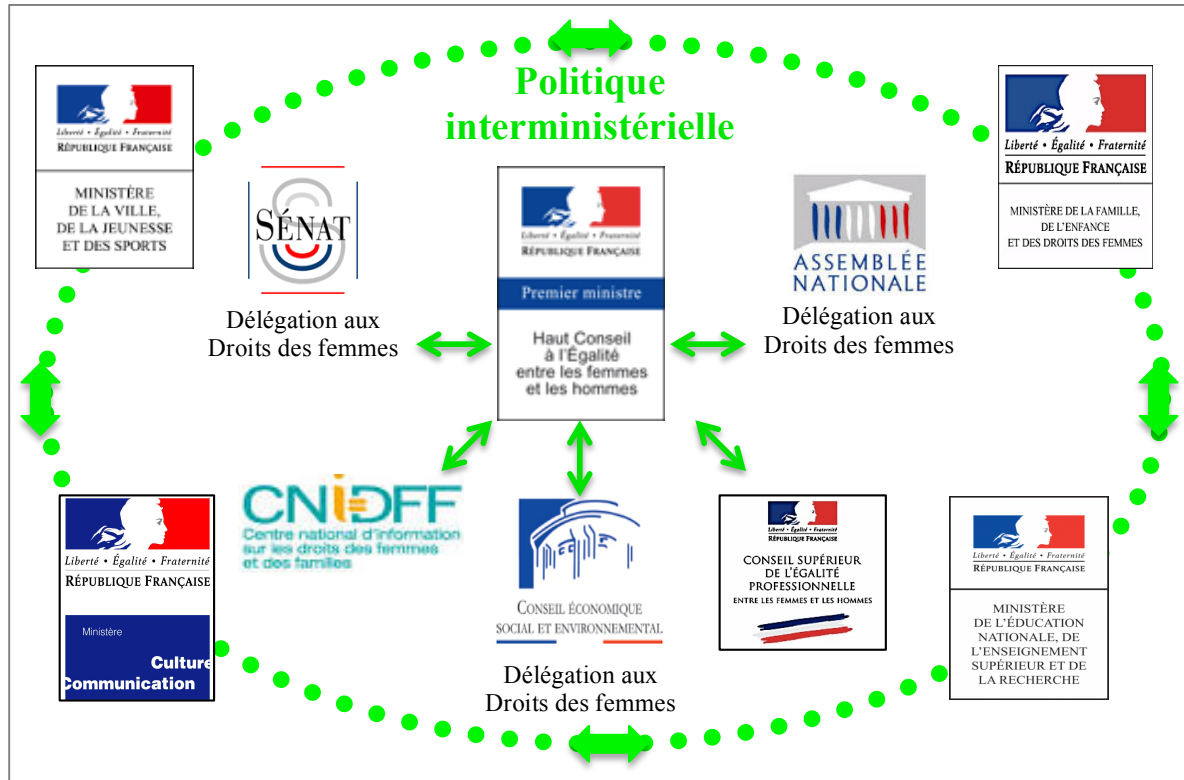 Politique
interministérielle
Liberté • Égalité • Fraternité
RÉPUBLIQUE FRANÇAISE
MINISTÈRE
DE LA VILLE,
DE LA JEUNESSE
ET DES SPORTS
SÉNAT
Délégation aux
Droits des femmes
Liberté • Égalité • Fraternité
RÉPUBLIQUE FRANÇAISE
Premier ministre
Haut Conseil
à l'Égalité
entre les femmes
et les hommes
ASSEMBLÉE
NATIONALE
Délégation aux
Droits des femmes
Liberté • Égalité • Fraternité
RÉPUBLIQUE FRANÇAISE
MINISTÈRE DE LA FAMILLE,
DE L'ENFANCE
ET DES DROITS DES FEMMES
Liberté • Égalité • Fraternité
RÉPUBLIQUE FRANÇAISE
Ministère
Culture
Communication
CNiDFF
Centre national d'information
sur les droits des femmes
et des familles
CONSEIL ÉCONOMIQUE
SOCIAL ET ENVIRONNEMENTAL
Délégation aux
Droits des femmes
Liberté • Égalité • Fraternité
RÉPUBLIQUE FRANÇAISE
CONSEIL SUPÉRIEUR
DE L'ÉGALITÉ
PROFESSIONNELLE
ENTRE LES FEMMES ET LES HOMMES
Liberté • Égalité • Fraternité
RÉPUBLIQUE FRANÇAISE
MINISTÈRE
DE L'ÉDUCATION
NATIONALE, DE
L'ENSEIGNEMENT
SUPÉRIEUR ET DE
LA RECHERCHE